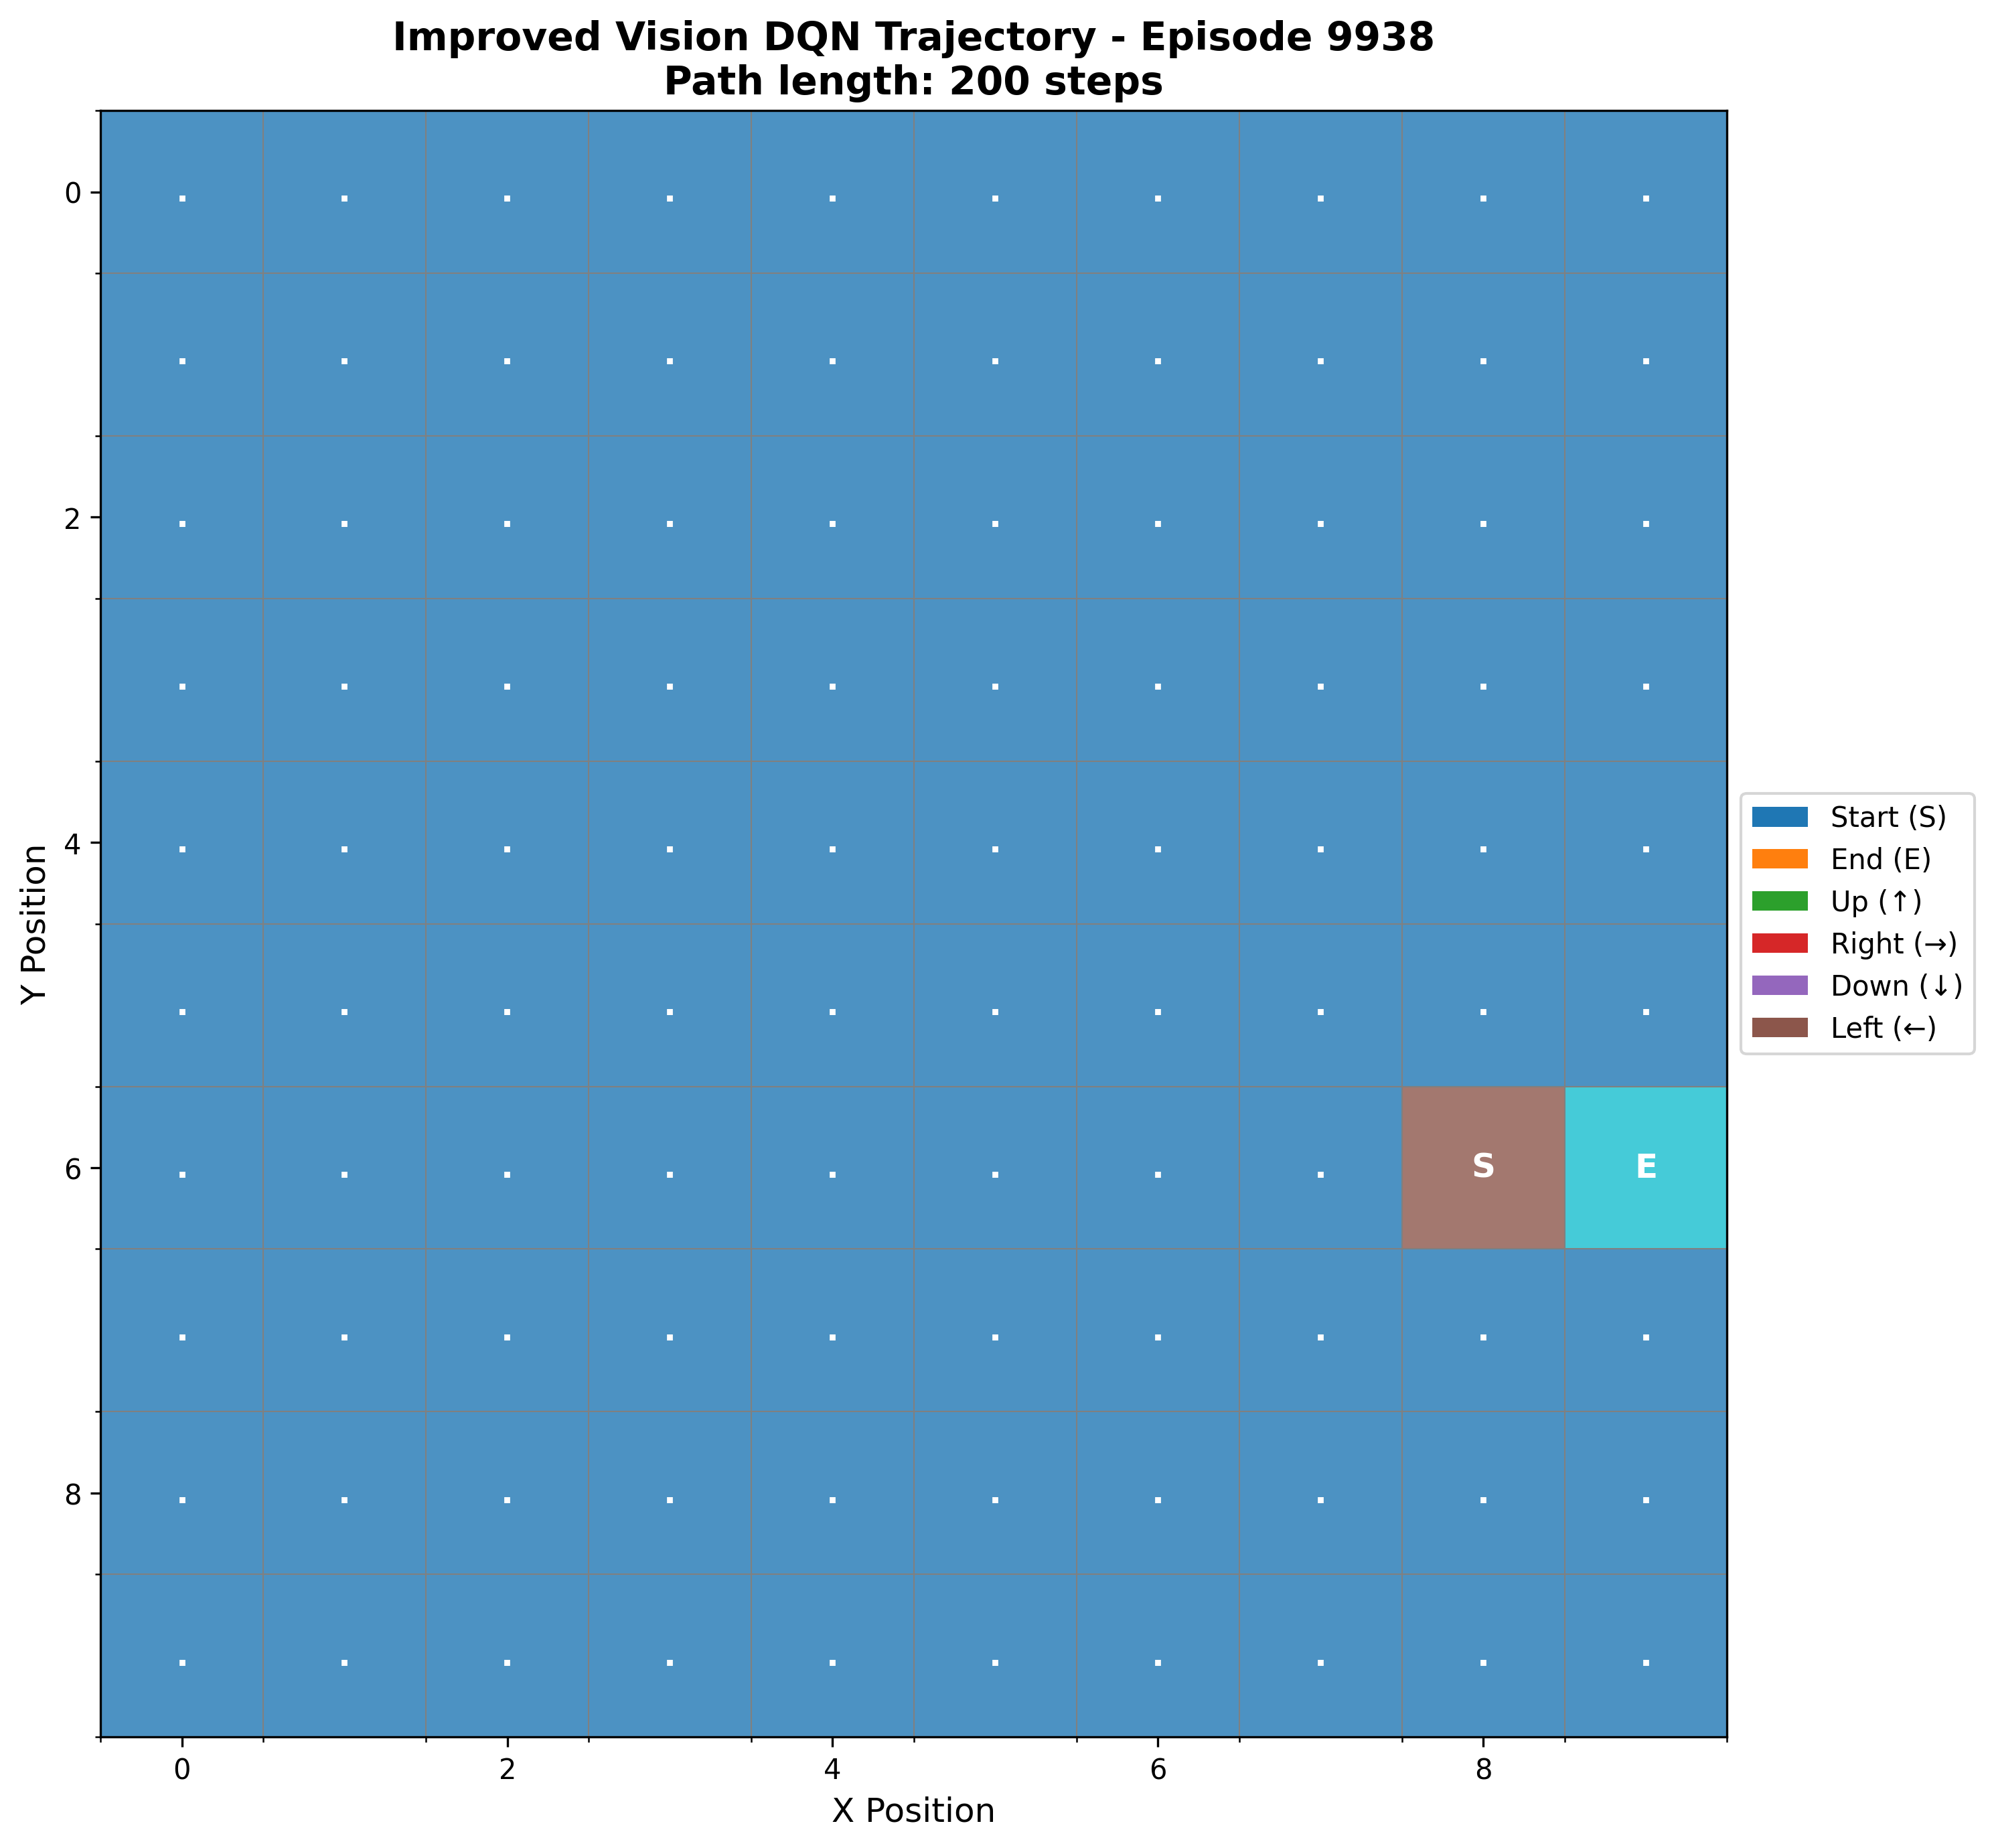 Improved Vision DQN Trajectory - Episode 9938
Path length: 200 steps
0
2
4
6
8
Y Position
S
E
0
2
4
6
8
X Position
Start (S)
End (E)
Up (↑)
Right (→)
Down (↓)
Left (←)